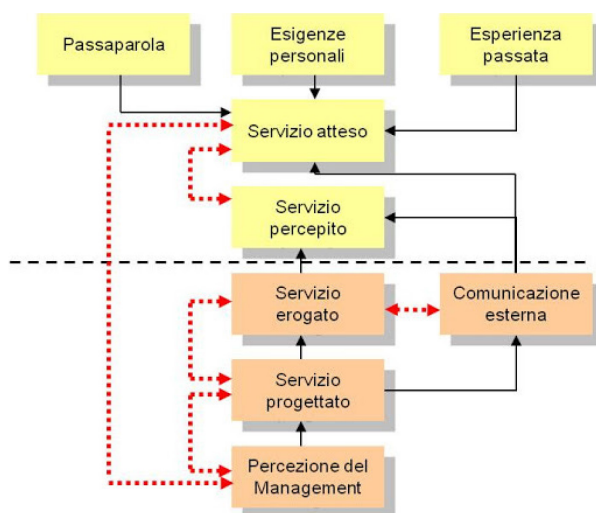 Passaparola
Esigenze
personali
Esperienza
passata
Servizio atteso
Servizio
percepito
Servizio
erogato
Comunicazione
esterna
Servizio
progettato
Percezione del
Management